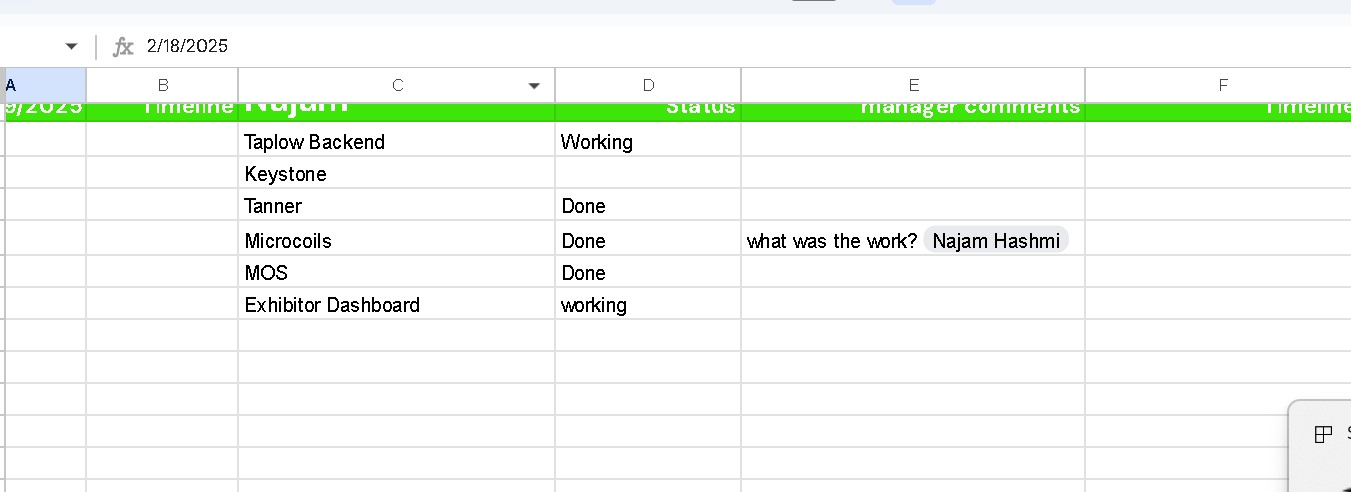 2/18/2025
A B C D E F
9/2025 Timeline Najam Status manager comments Timeline
Taplow Backend Working
Keystone
Tanner Done
Microcoils Done what was the work? Najam Hashmi
MOS Done
Exhibitor Dashboard working